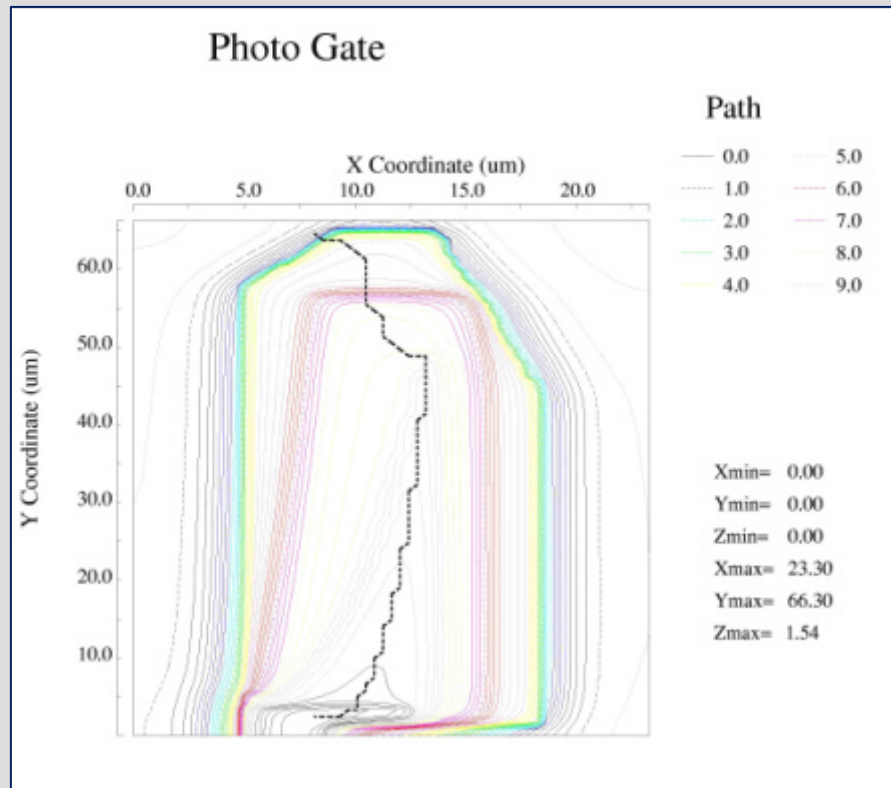 Photo Gate
Path
0.0 5.0
1.0 6.0
2.0 7.0
3.0 8.0
4.0 9.0
X Coordinate (um)
0.0 5.0 10.0 15.0 20.0
Y Coordinate (um)
60.0
50.0
40.0
30.0
20.0
10.0
Xmin= 0.00
Ymin= 0.00
Zmin= 0.00
Xmax= 23.30
Ymax= 66.30
Zmax= 1.54